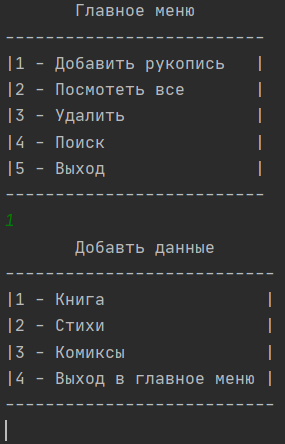 Главное меню
--------------------------
|1 – Добавить рукопись   |
|2 – Посмотеть все       |
|3 – Удалить             |
|4 – Поиск               |
|5 – Выход               |
--------------------------
1
Добавть данные
---------------------------
|1 – Книга                |
|2 – Стихи                |
|3 – Комиксы              |
|4 – Выход в главное меню |
---------------------------